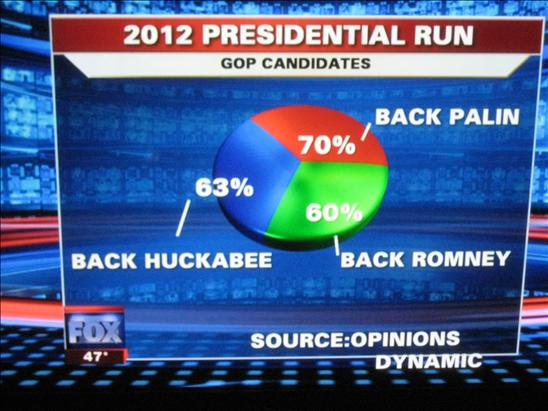 2012 PRESIDENTIAL RUN
GOP CANDIDATES
BACK PALIN
70%
63%
60%
BACK HUCKABEE
BACK ROMNEY
FOX
47°
SOURCE:OPINIONS
DYNAMIC